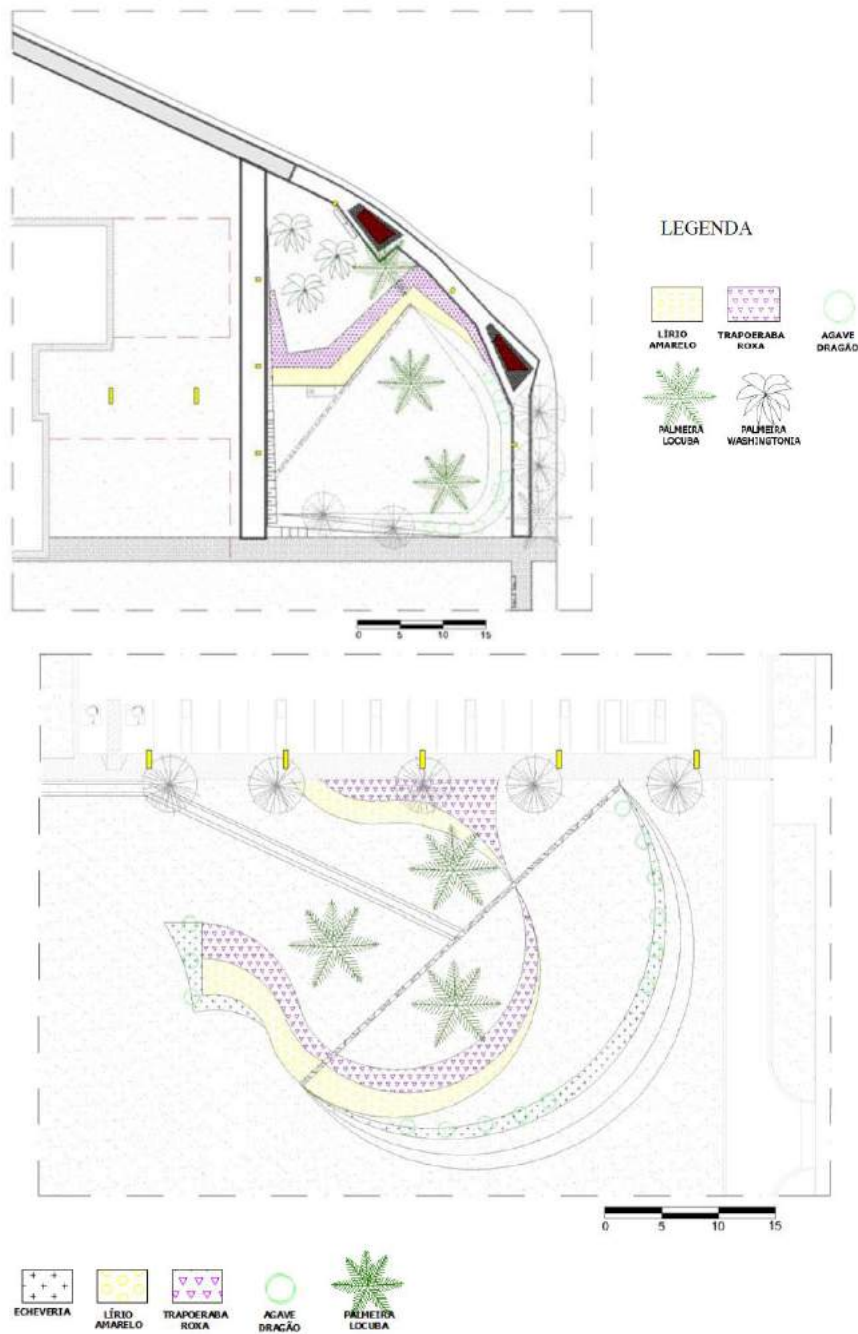 LEGENDA
LÍRIO
AMARELO
TRAPOERABA
ROXA
AGAVE
DRAGÃO
PALMEIRA
LOCUBA
PALMEIRA
WASHINGTONIA
0 5 10 15
0 5 10 15
ECHEVERIA
LÍRIO
AMARELO
TRAPOERABA
ROXA
AGAVE
DRAGÃO
PALMEIRA
LOCUBA